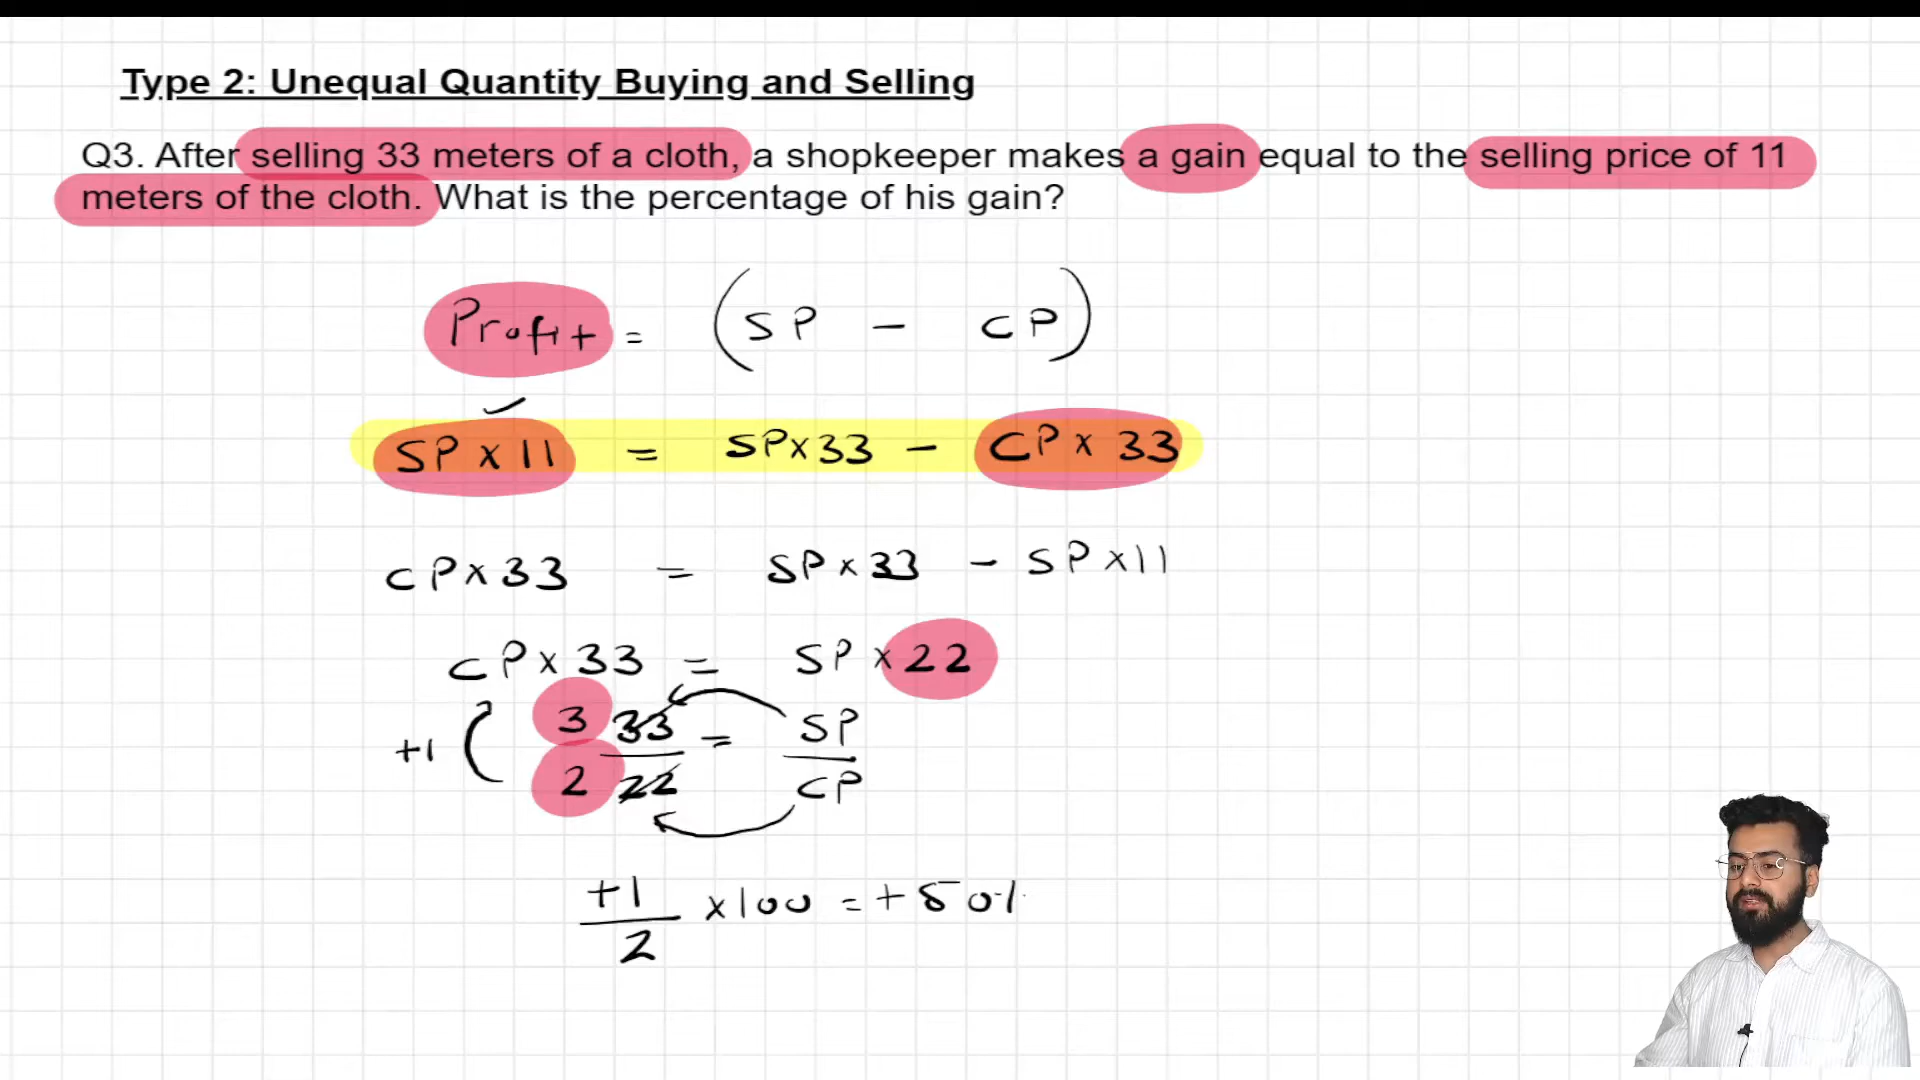 Type 2: Unequal Quantity Buying and Selling
Q3. After selling 33 meters of a cloth, a shopkeeper makes a gain equal to the selling price of 11
meters of the cloth. What is the percentage of his gain?
Profit = (SP - CP)
SP x 11 = SP x 33 - CP x 33
CP x 33 = SP x 33 - SP x 11
CP x 33 = SP x 22
3 33 = SP
+1
2 22 CP
+1 x 100 = +50%
2